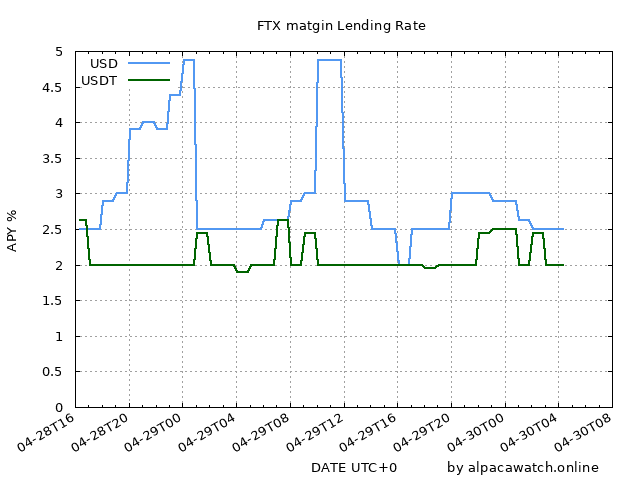 FTX matgin Lending Rate
USD
USDT
5
4.5
4
3.5
3
2.5
2
1.5
1
0.5
0
APY %
04-28T16
04-28T20
04-29T00
04-29T04
04-29T08
04-29T12
04-29T16
04-29T20
04-30T00
04-30T04
04-30T08
DATE UTC+0
by alpacawatch.online